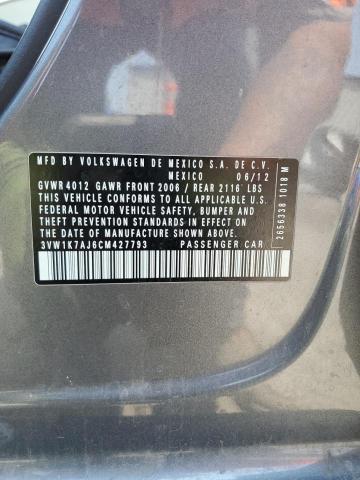 MFD BY VOLKSWAGEN DE MEXICO S.A. DE C.V.
MEXICO 06/12
GVWR 4012 GAWR FRONT 2006 / REAR 2116 LBS
THIS VEHICLE CONFORMS TO ALL APPLICABLE U.S.
FEDERAL MOTOR VEHICLE SAFETY, BUMPER AND
THEFT PREVENTION STANDARDS IN EFFECT ON
THE DATE OF MANUFACTURE SHOWN ABOVE.
3VW1K7AJ6CM427793 PASSENGER CAR
2656338 1018 M